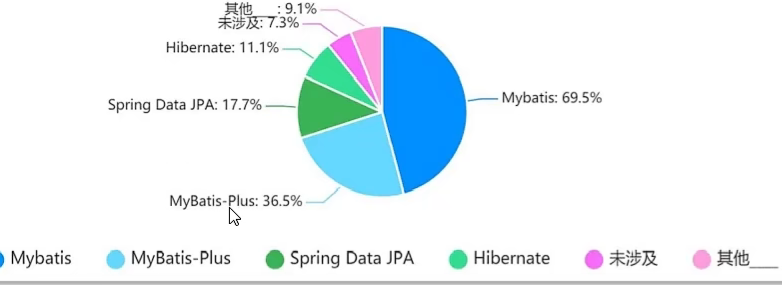 其他____: 9.1%
未涉及: 7.3%
Hibernate: 11.1%
Mybatis: 69.5%
Spring Data JPA: 17.7%
MyBatis-Plus: 36.5%
Mybatis MyBatis-Plus Spring Data JPA Hibernate 未涉及 其他____